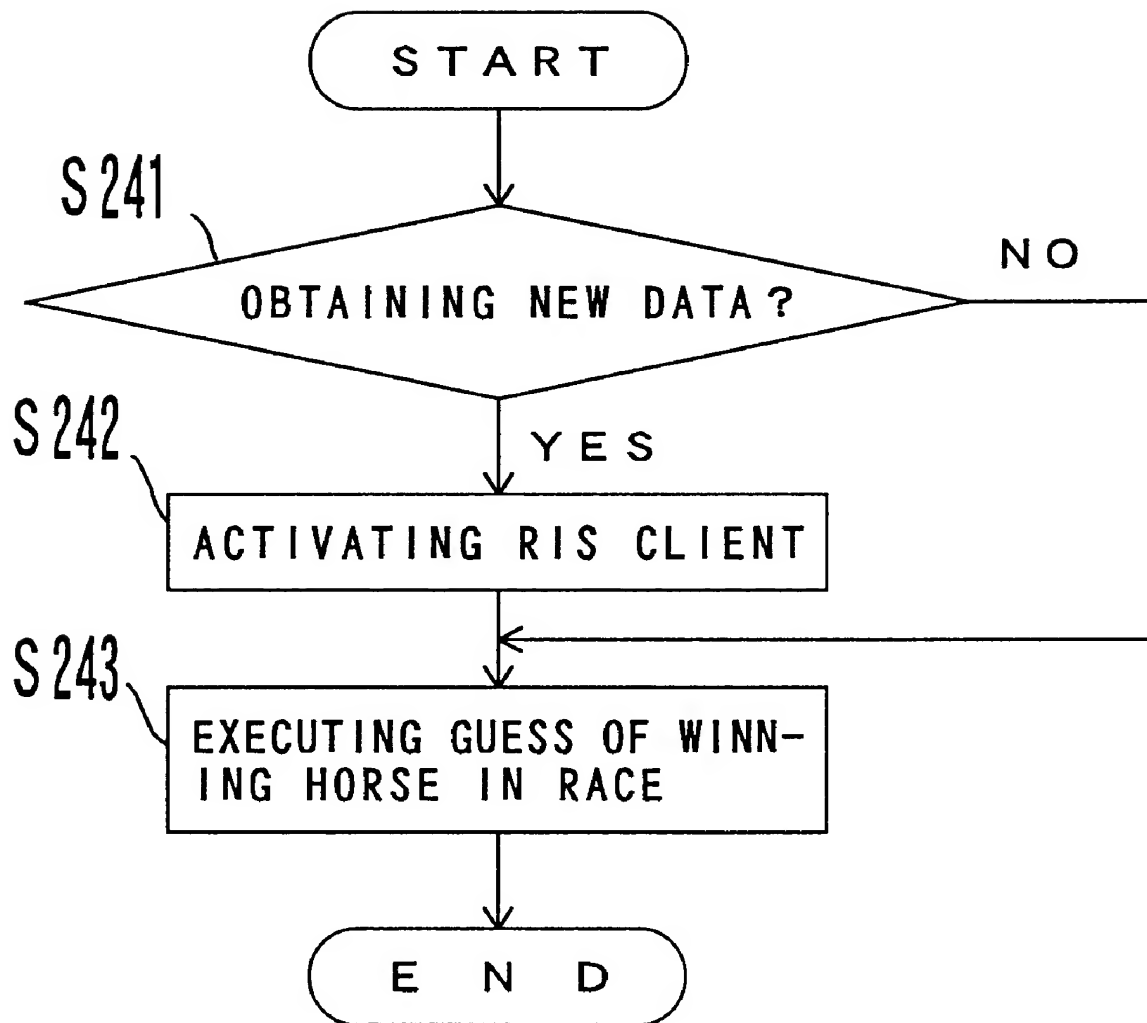 START
S241
NO
OBTAINING NEW DATA?
S242
YES
ACTIVATING RIS CLIENT
S243
EXECUTING GUESS OF WINN-
ING HORSE IN RACE
END